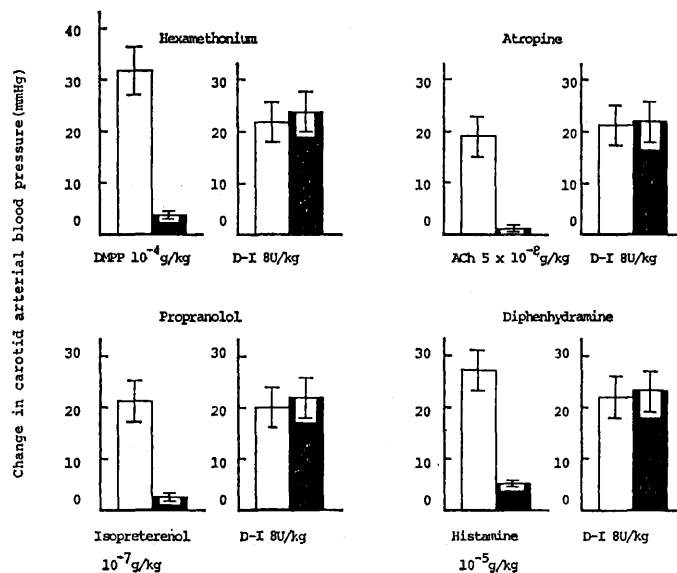 Change in carotid arterial blood pressure(mmHg)
Hexamethonium
40
30
20
10
0
30
20
10
0
DMPP 10⁻⁴g/kg
D-I 8U/kg
Atropine
30
20
10
0
30
20
10
0
ACh 5 x 10⁻⁸g/kg
D-I 8U/kg
Propranolol
30
20
10
0
30
20
10
0
Isopreterenol
10⁻⁷g/kg
D-I 8U/kg
Diphenhydramine
30
20
10
0
30
20
10
0
Histamine
10⁻⁵g/kg
D-I 8U/kg